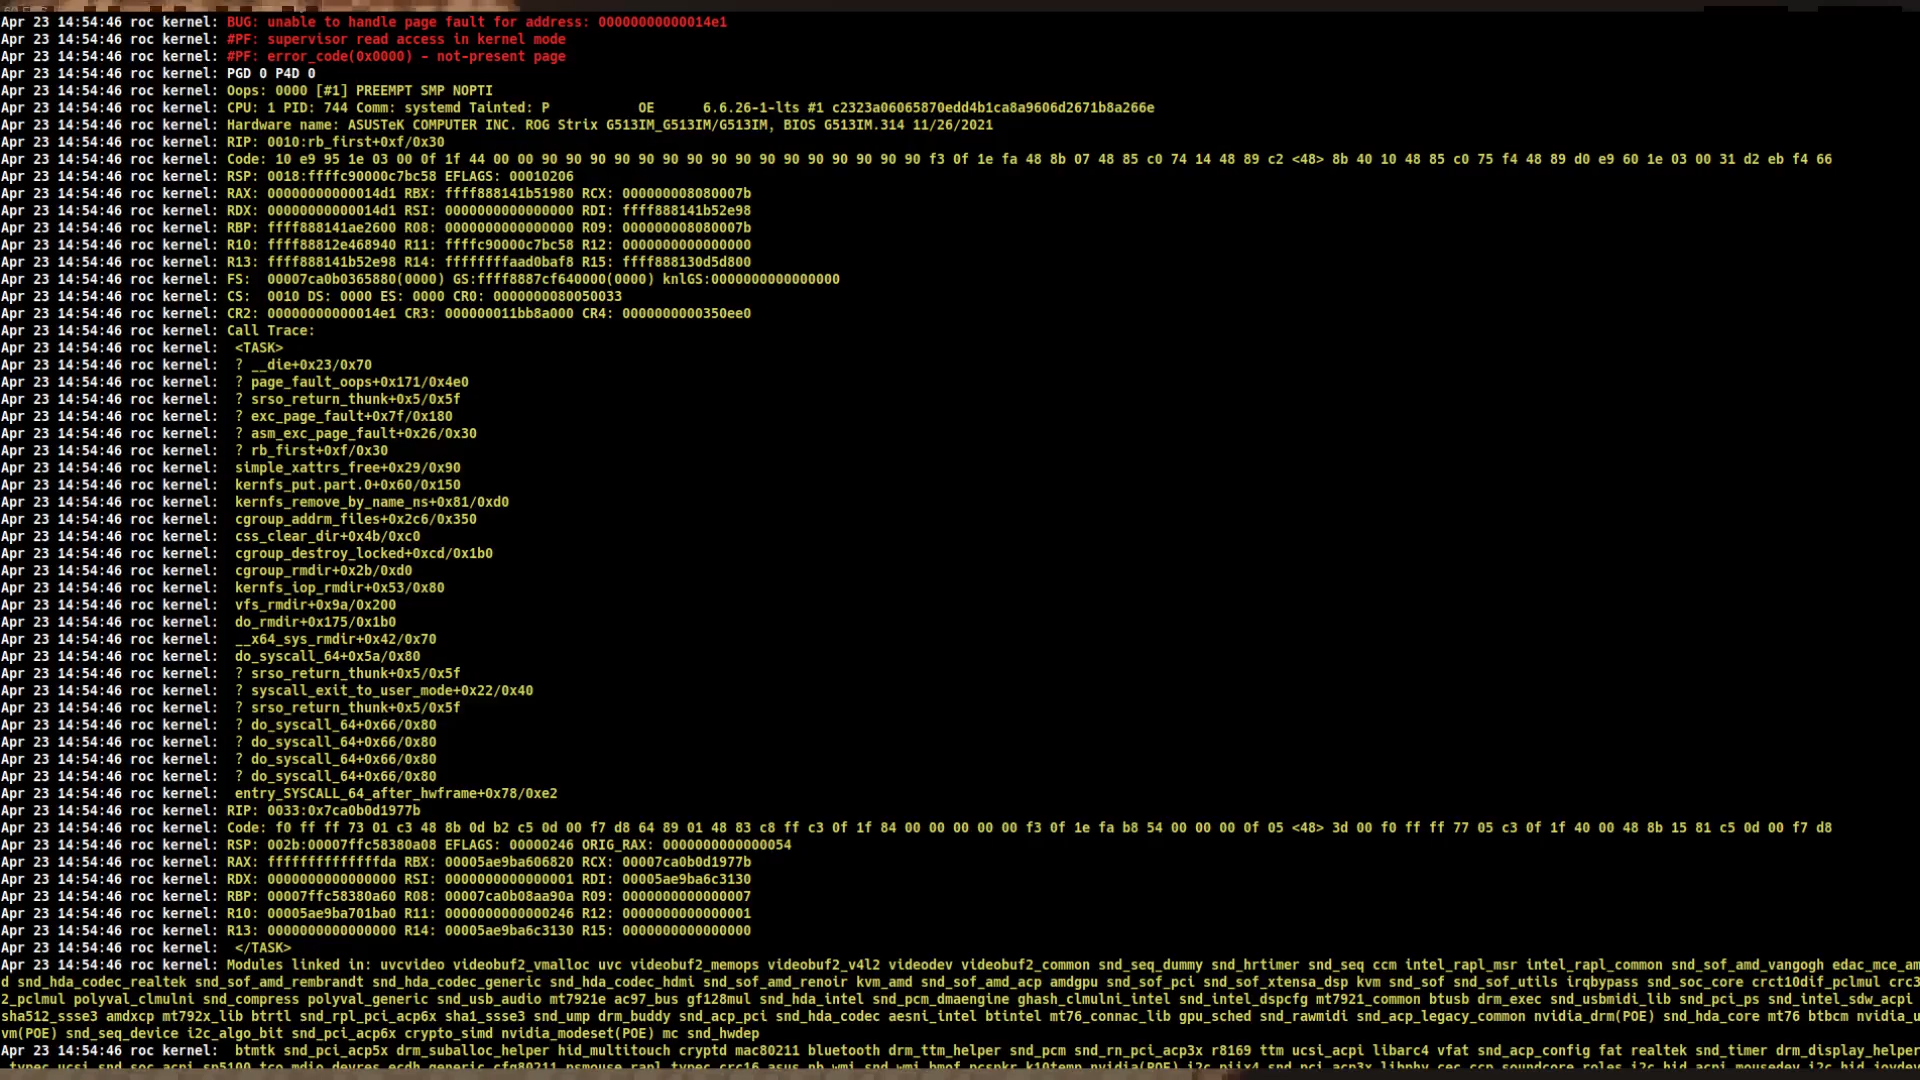 Apr 23 14:54:46 roc kernel: BUG: unable to handle page fault for address: 00000000000014e1
Apr 23 14:54:46 roc kernel: #PF: supervisor read access in kernel mode
Apr 23 14:54:46 roc kernel: #PF: error_code(0x0000) - not-present page
Apr 23 14:54:46 roc kernel: PGD 0 P4D 0
Apr 23 14:54:46 roc kernel: Oops: 0000 [#1] PREEMPT SMP NOPTI
Apr 23 14:54:46 roc kernel: CPU: 1 PID: 744 Comm: systemd Tainted: P           OE      6.6.26-1-lts #1 c2323a06065870edd4b1ca8a9606d2671b8a266e
Apr 23 14:54:46 roc kernel: Hardware name: ASUSTeK COMPUTER INC. ROG Strix G513IM_G513IM/G513IM, BIOS G513IM.314 11/26/2021
Apr 23 14:54:46 roc kernel: RIP: 0010:rb_first+0xf/0x30
Apr 23 14:54:46 roc kernel: Code: 10 e9 95 1e 03 00 0f 1f 44 00 00 90 90 90 90 90 90 90 90 90 90 90 90 90 90 90 90 f3 0f 1e fa 48 8b 07 48 85 c0 74 14 48 89 c2 <48> 8b 40 10 48 85 c0 75 f4 48 89 d0 e9 60 1e 03 00 31 d2 eb f4 66
Apr 23 14:54:46 roc kernel: RSP: 0018:ffffc90000c7bc58 EFLAGS: 00010206
Apr 23 14:54:46 roc kernel: RAX: 00000000000014d1 RBX: ffff888141b51980 RCX: 000000008080007b
Apr 23 14:54:46 roc kernel: RDX: 00000000000014d1 RSI: 0000000000000000 RDI: ffff888141b52e98
Apr 23 14:54:46 roc kernel: RBP: ffff888141ae2600 R08: 0000000000000000 R09: 000000008080007b
Apr 23 14:54:46 roc kernel: R10: ffff88812e468940 R11: ffffc90000c7bc58 R12: 0000000000000000
Apr 23 14:54:46 roc kernel: R13: ffff888141b52e98 R14: ffffffffaad0baf8 R15: ffff888130d5d800
Apr 23 14:54:46 roc kernel: FS:  00007ca0b0365880(0000) GS:ffff8887cf640000(0000) knlGS:0000000000000000
Apr 23 14:54:46 roc kernel: CS:  0010 DS: 0000 ES: 0000 CR0: 0000000080050033
Apr 23 14:54:46 roc kernel: CR2: 00000000000014e1 CR3: 000000011bb8a000 CR4: 0000000000350ee0
Apr 23 14:54:46 roc kernel: Call Trace:
Apr 23 14:54:46 roc kernel:  <TASK>
Apr 23 14:54:46 roc kernel:  ? __die+0x23/0x70
Apr 23 14:54:46 roc kernel:  ? page_fault_oops+0x171/0x4e0
Apr 23 14:54:46 roc kernel:  ? srso_return_thunk+0x5/0x5f
Apr 23 14:54:46 roc kernel:  ? exc_page_fault+0x7f/0x180
Apr 23 14:54:46 roc kernel:  ? asm_exc_page_fault+0x26/0x30
Apr 23 14:54:46 roc kernel:  ? rb_first+0xf/0x30
Apr 23 14:54:46 roc kernel:  simple_xattrs_free+0x29/0x90
Apr 23 14:54:46 roc kernel:  kernfs_put.part.0+0x60/0x150
Apr 23 14:54:46 roc kernel:  kernfs_remove_by_name_ns+0x81/0xd0
Apr 23 14:54:46 roc kernel:  cgroup_addrm_files+0x2c6/0x350
Apr 23 14:54:46 roc kernel:  css_clear_dir+0x4b/0xc0
Apr 23 14:54:46 roc kernel:  cgroup_destroy_locked+0xcd/0x1b0
Apr 23 14:54:46 roc kernel:  cgroup_rmdir+0x2b/0xd0
Apr 23 14:54:46 roc kernel:  kernfs_iop_rmdir+0x53/0x80
Apr 23 14:54:46 roc kernel:  vfs_rmdir+0x9a/0x200
Apr 23 14:54:46 roc kernel:  do_rmdir+0x175/0x1b0
Apr 23 14:54:46 roc kernel:  __x64_sys_rmdir+0x42/0x70
Apr 23 14:54:46 roc kernel:  do_syscall_64+0x5a/0x80
Apr 23 14:54:46 roc kernel:  ? srso_return_thunk+0x5/0x5f
Apr 23 14:54:46 roc kernel:  ? syscall_exit_to_user_mode+0x22/0x40
Apr 23 14:54:46 roc kernel:  ? srso_return_thunk+0x5/0x5f
Apr 23 14:54:46 roc kernel:  ? do_syscall_64+0x66/0x80
Apr 23 14:54:46 roc kernel:  ? do_syscall_64+0x66/0x80
Apr 23 14:54:46 roc kernel:  ? do_syscall_64+0x66/0x80
Apr 23 14:54:46 roc kernel:  ? do_syscall_64+0x66/0x80
Apr 23 14:54:46 roc kernel:  entry_SYSCALL_64_after_hwframe+0x78/0xe2
Apr 23 14:54:46 roc kernel: RIP: 0033:0x7ca0b0d1977b
Apr 23 14:54:46 roc kernel: Code: f0 ff ff 73 01 c3 48 8b 0d b2 c5 0d 00 f7 d8 64 89 01 48 83 c8 ff c3 0f 1f 84 00 00 00 00 00 f3 0f 1e fa b8 54 00 00 00 0f 05 <48> 3d 00 f0 ff ff 77 05 c3 0f 1f 40 00 48 8b 15 81 c5 0d 00 f7 d8
Apr 23 14:54:46 roc kernel: RSP: 002b:00007ffc58380a08 EFLAGS: 00000246 ORIG_RAX: 0000000000000054
Apr 23 14:54:46 roc kernel: RAX: ffffffffffffffda RBX: 00005ae9ba606820 RCX: 00007ca0b0d1977b
Apr 23 14:54:46 roc kernel: RDX: 0000000000000000 RSI: 0000000000000001 RDI: 00005ae9ba6c3130
Apr 23 14:54:46 roc kernel: RBP: 00007ffc58380a60 R08: 00007ca0b08aa90a R09: 0000000000000007
Apr 23 14:54:46 roc kernel: R10: 00005ae9ba701ba0 R11: 0000000000000246 R12: 0000000000000001
Apr 23 14:54:46 roc kernel: R13: 0000000000000000 R14: 00005ae9ba6c3130 R15: 0000000000000000
Apr 23 14:54:46 roc kernel:  </TASK>
Apr 23 14:54:46 roc kernel: Modules linked in: uvcvideo videobuf2_vmalloc uvc videobuf2_memops videobuf2_v4l2 videodev videobuf2_common snd_seq_dummy snd_hrtimer snd_seq ccm intel_rapl_msr intel_rapl_common snd_sof_amd_vangogh edac_mce_am
d snd_hda_codec_realtek snd_sof_amd_rembrandt snd_hda_codec_generic snd_hda_codec_hdmi snd_sof_amd_renoir kvm_amd snd_sof_amd_acp amdgpu snd_sof_pci snd_sof_xtensa_dsp kvm snd_sof snd_sof_utils irqbypass snd_soc_core crct10dif_pclmul crc3
2_pclmul polyval_clmulni snd_compress polyval_generic snd_usb_audio mt7921e ac97_bus gf128mul snd_hda_intel snd_pcm_dmaengine ghash_clmulni_intel snd_intel_dspcfg mt7921_common btusb drm_exec snd_usbmidi_lib snd_pci_ps snd_intel_sdw_acpi
sha512_ssse3 amdxcp mt792x_lib btrtl snd_rpl_pci_acp6x sha1_ssse3 snd_ump drm_buddy snd_acp_pci snd_hda_codec aesni_intel btintel mt76_connac_lib gpu_sched snd_rawmidi snd_acp_legacy_common nvidia_drm(POE) snd_hda_core mt76 btbcm nvidia_u
vm(POE) snd_seq_device i2c_algo_bit snd_pci_acp6x crypto_simd nvidia_modeset(POE) mc snd_hwdep
Apr 23 14:54:46 roc kernel:  btmtk snd_pci_acp5x drm_suballoc_helper hid_multitouch cryptd mac80211 bluetooth drm_ttm_helper snd_pcm snd_rn_pci_acp3x r8169 ttm ucsi_acpi libarc4 vfat snd_acp_config fat realtek snd_timer drm_display_helper